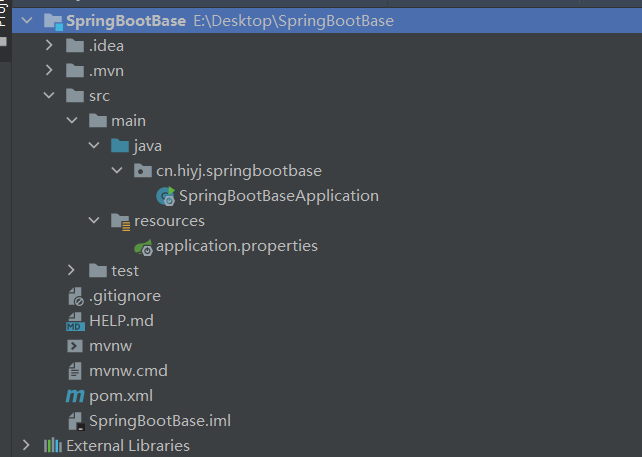 SpringBootBase E:\Desktop\SpringBootBase
.idea
.mvn
src
main
java
cn.hiyj.springbootbase
SpringBootBaseApplication
resources
application.properties
test
.gitignore
HELP.md
mvnw
mvnw.cmd
pom.xml
SpringBootBase.iml
External Libraries